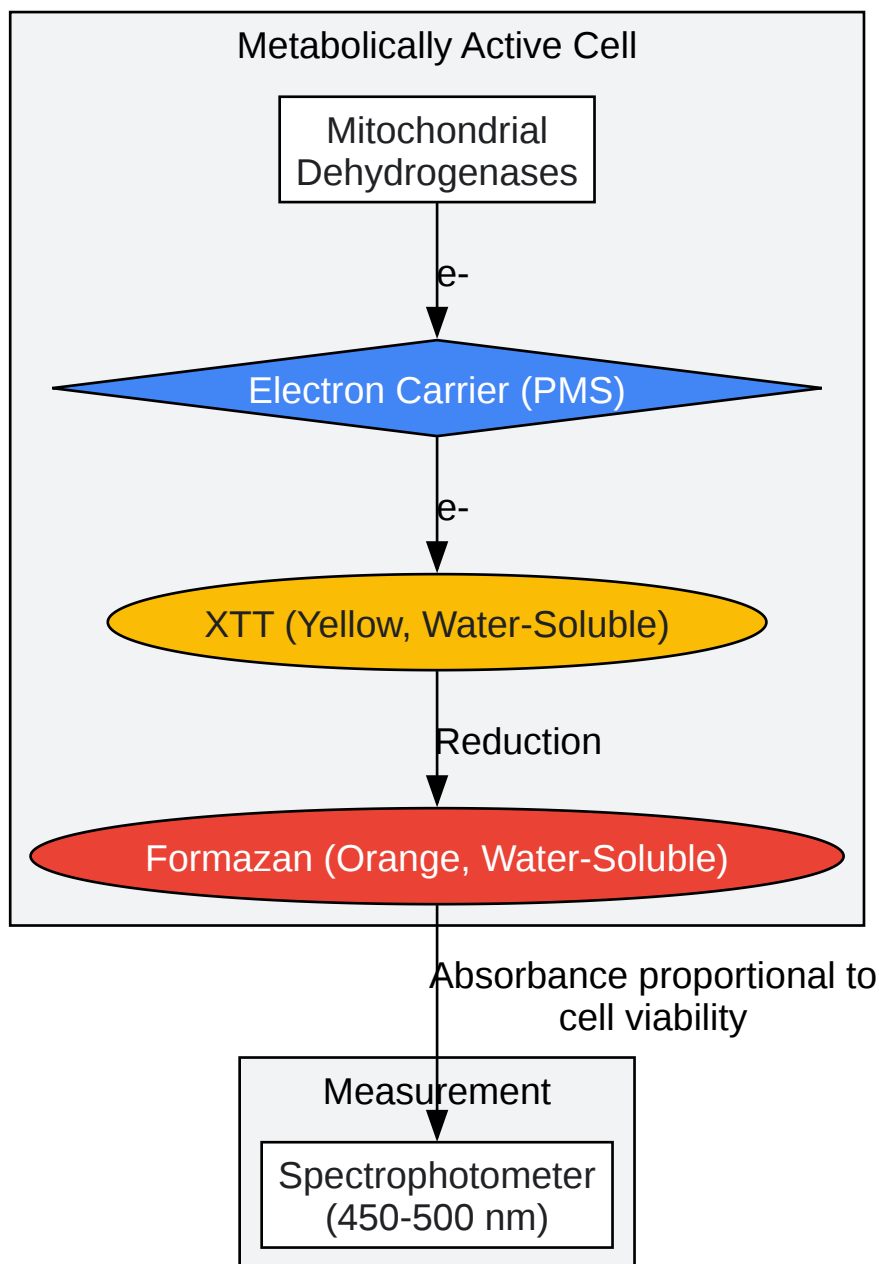 Metabolically Active Cell
Mitochondrial
Dehydrogenases
e-
Electron Carrier (PMS)
e-
XTT (Yellow, Water-Soluble)
Reduction
Formazan (Orange, Water-Soluble)
Absorbance proportional to
cell viability
Measurement
Spectrophotometer
(450-500 nm)